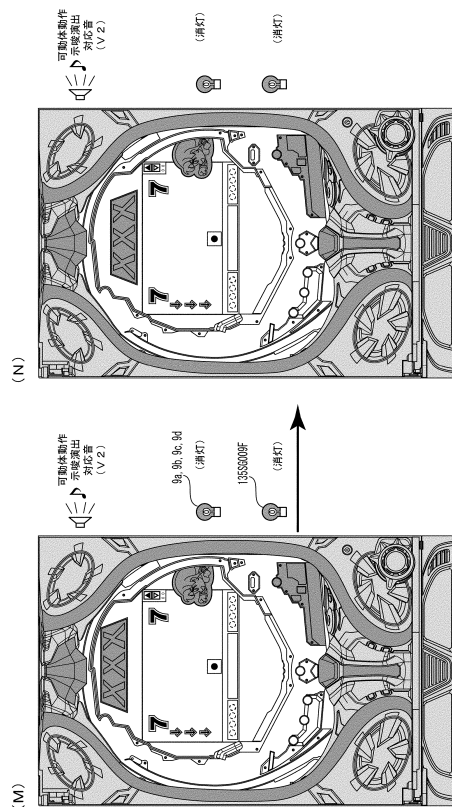 (M)
可動体動作
示唆演出
対応音
(V2)
9a, 9b, 9c, 9d
(消灯)
135SG009F
(消灯)
XXX
7 7
(N)
可動体動作
示唆演出
対応音
(V2)
(消灯)
(消灯)
XXX
7 7